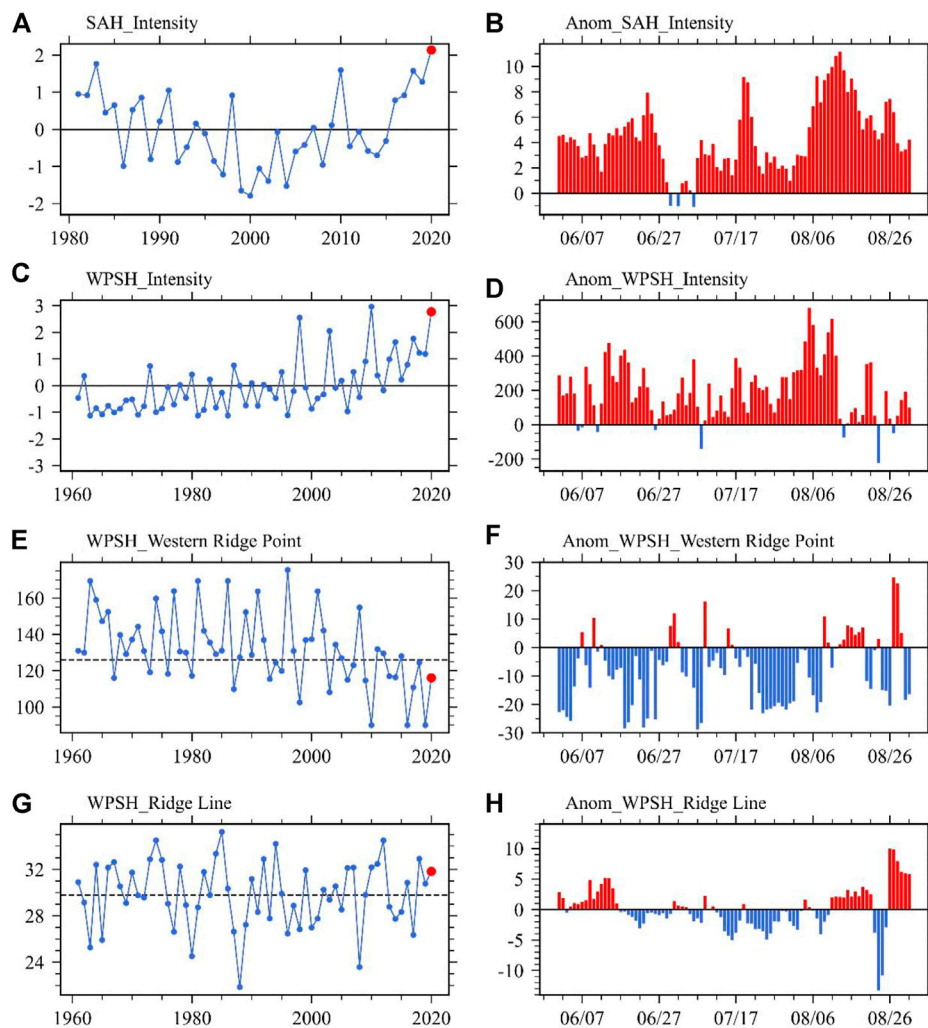 A SAH_Intensity
2
1
0
-1
-2
1980 1990 2000 2010 2020
B Anom_SAH_Intensity
10
8
6
4
2
0
06/07 06/27 07/17 08/06 08/26
C WPSH_Intensity
3
2
1
0
-1
-2
-3
1960 1980 2000 2020
D Anom_WPSH_Intensity
600
400
200
0
-200
06/07 06/27 07/17 08/06 08/26
E WPSH_Western Ridge Point
160
140
120
100
1960 1980 2000 2020
F Anom_WPSH_Western Ridge Point
30
20
10
0
-10
-20
-30
06/07 06/27 07/17 08/06 08/26
G WPSH_Ridge Line
32
28
24
1960 1980 2000 2020
H Anom_WPSH_Ridge Line
10
5
0
-5
-10
06/07 06/27 07/17 08/06 08/26